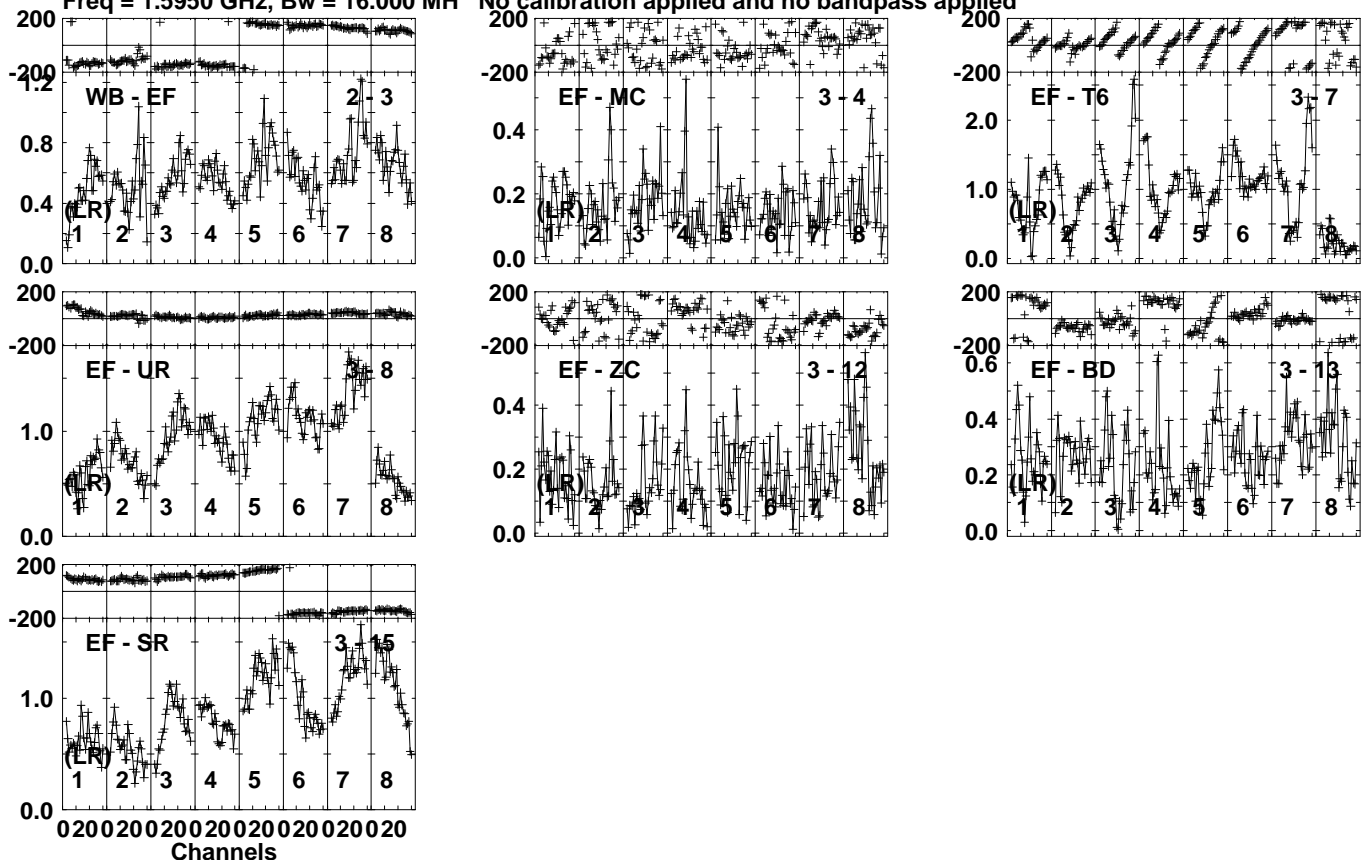 Freq = 1.5950 GHz, Bw = 16.000 MH No calibration applied and no bandpass applied
200
-200
1.2
0.8
0.4
0.0
WB - EF 2 - 3
(LR)
1 2 3 4 5 6 7 8
200
-200
0.4
0.2
0.0
EF - MC 3 - 4
(LR)
1 2 3 4 5 6 7 8
200
-200
2.0
1.0
0.0
EF - T6 3 - 7
(LR)
1 2 3 4 5 6 7 8
200
-200
1.0
0.0
EF - UR 3 - 8
(LR)
1 2 3 4 5 6 7 8
200
-200
0.4
0.2
0.0
EF - ZC 3 - 12
(LR)
1 2 3 4 5 6 7 8
200
-200
0.6
0.4
0.2
0.0
EF - BD 3 - 13
(LR)
1 2 3 4 5 6 7 8
200
-200
1.0
0.0
EF - SR 3 - 15
(LR)
1 2 3 4 5 6 7 8
0 20 0 20 0 20 0 20 0 20 0 20 0 20 0 20
Channels